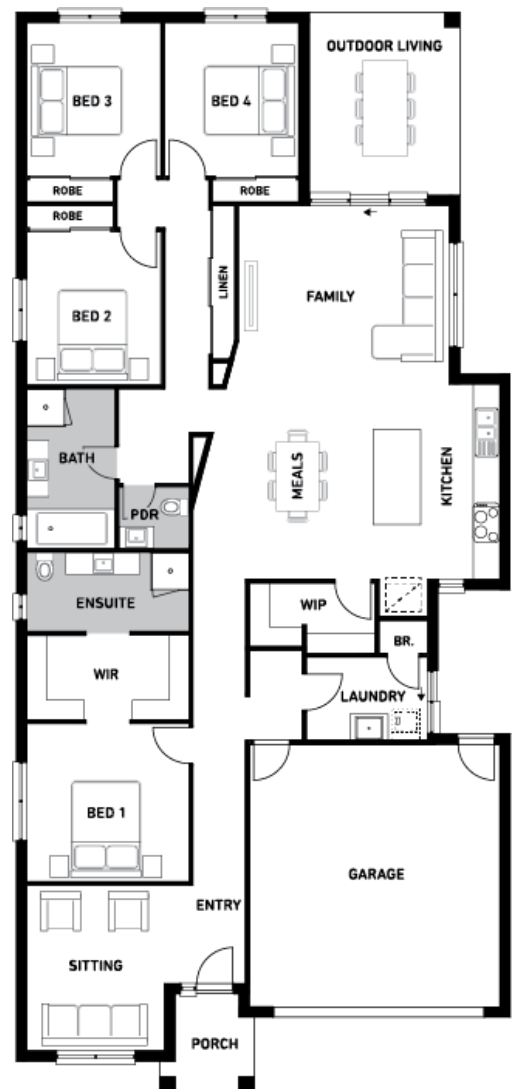 OUTDOOR LIVING
BED 3
BED 4
ROBE
ROBE
ROBE
LINEN
FAMILY
BED 2
BATH
MEALS
KITCHEN
PDR
ENSUITE
WIP
BR.
WIR
LAUNDRY
BED 1
GARAGE
ENTRY
SITTING
PORCH